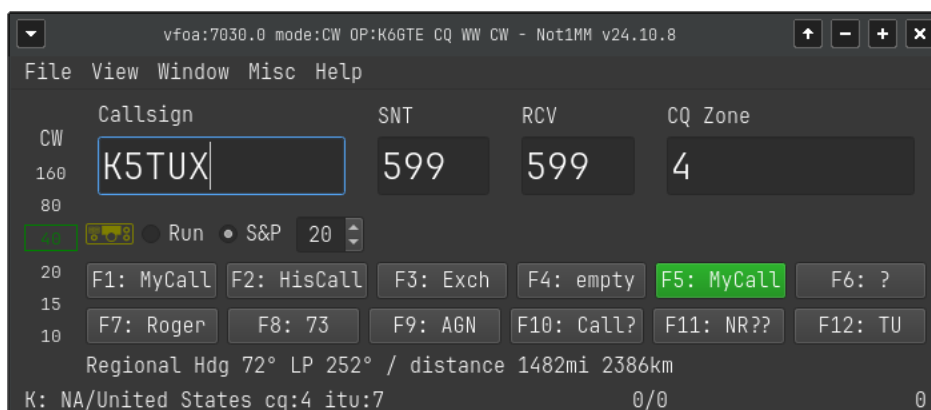 vfoa:7030.0 mode:CW OP:K6GTE CQ WW CW - Not1MM v24.10.8
File View Window Misc Help
Callsign SNT RCV CQ Zone
CW
K5TUX 599 599 4
160
80
40 Run S&P 20
20 F1: MyCall F2: HisCall F3: Exch F4: empty F5: MyCall F6: ?
15
10 F7: Roger F8: 73 F9: AGN F10: Call? F11: NR?? F12: TU
Regional Hdg 72° LP 252° / distance 1482mi 2386km
K: NA/United States cq:4 itu:7 0/0 0